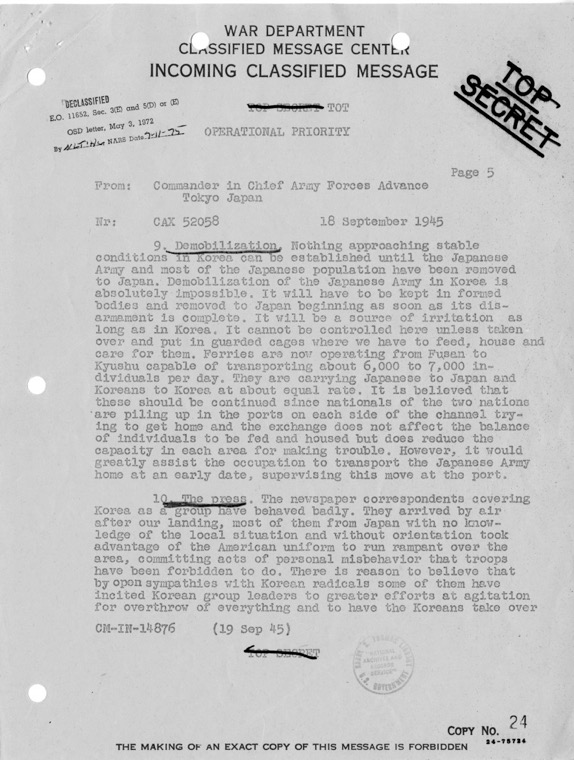 WAR DEPARTMENT
CLASSIFIED MESSAGE CENTER
INCOMING CLASSIFIED MESSAGE
TOP SECRET
DECLASSIFIED
E.O. 11652, Sec. 3(E) and 5(D) or (E)
OSD letter, May 3, 1972
By NARS Date 7-11-75
TOP SECRET TOT
OPERATIONAL PRIORITY
Page 5
From: Commander in Chief Army Forces Advance
Tokyo Japan
Nr: CAX 52058 18 September 1945
9. Demobilization. Nothing approaching stable
conditions in Korea can be established until the Japanese
Army and most of the Japanese population have been removed
to Japan. Demobilization of the Japanese Army in Korea is
absolutely impossible. It will have to be kept in formed
bodies and removed to Japan beginning as soon as its dis-
armament is complete. It will be a source of irritation as
long as in Korea. It cannot be controlled here unless taken
over and put in guarded cages where we have to feed, house and
care for them. Ferries are now operating from Fusan to
Kyushu capable of transporting about 6,000 to 7,000 in-
dividuals per day. They are carrying Japanese to Japan and
Koreans to Korea at about equal rate. It is believed that
these should be continued since nationals of the two nations
are piling up in the ports on each side of the channel try-
ing to get home and the exchange does not affect the balance
of individuals to be fed and housed but does reduce the
capacity in each area for making trouble. However, it would
greatly assist the occupation to transport the Japanese Army
home at an early date, supervising this move at the port.
10. The press. The newspaper correspondents covering
Korea as a group have behaved badly. They arrived by air
after our landing, most of them from Japan with no know-
ledge of the local situation and without orientation took
advantage of the American uniform to run rampant over the
area, committing acts of personal misbehavior that troops
have been forbidden to do. There is reason to believe that
by open sympathies with Korean radicals some of them have
incited Korean group leaders to greater efforts at agitation
for overthrow of everything and to have the Koreans take over
CM-IN-14876 (19 Sep 45)
TOP SECRET
COPY No. 24
24-75724
THE MAKING OF AN EXACT COPY OF THIS MESSAGE IS FORBIDDEN